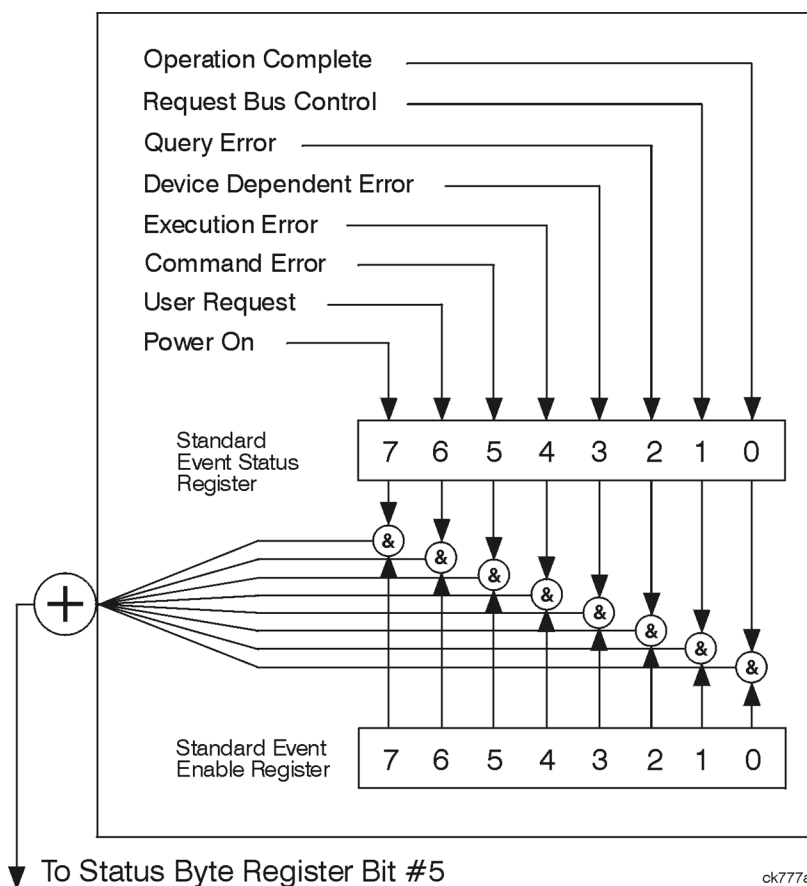 Operation Complete
Request Bus Control
Query Error
Device Dependent Error
Execution Error
Command Error
User Request
Power On
Standard
Event Status
Register
7 6 5 4 3 2 1 0
&
&
&
&
&
&
&
&
+
Standard Event
Enable Register
7 6 5 4 3 2 1 0
To Status Byte Register Bit #5
ck777a